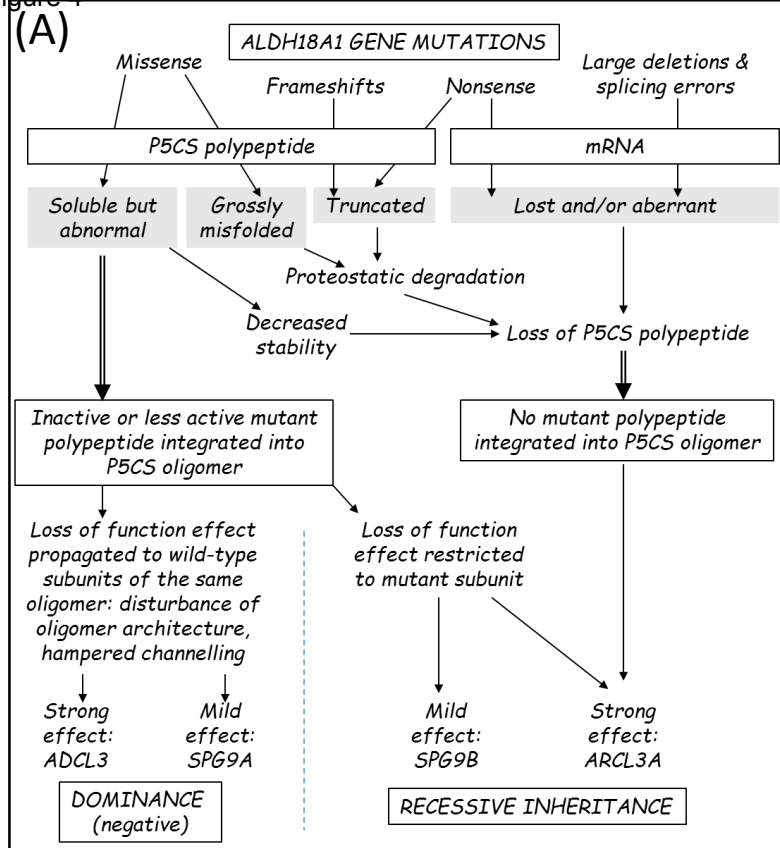 Figure 4
(A)
ALDH18A1 GENE MUTATIONS
Missense
Frameshifts
Nonsense
Large deletions &
splicing errors
P5CS polypeptide
mRNA
Soluble but
abnormal
Grossly
misfolded
Truncated
Lost and/or aberrant
Proteostatic degradation
Decreased
stability
Loss of P5CS polypeptide
Inactive or less active mutant
polypeptide integrated into
P5CS oligomer
No mutant polypeptide
integrated into P5CS oligomer
Loss of function effect
propagated to wild-type
subunits of the same
oligomer: disturbance of
oligomer architecture,
hampered channelling
Loss of function
effect restricted
to mutant subunit
Strong
effect:
ADCL3
Mild
effect:
SPG9A
Mild
effect:
SPG9B
Strong
effect:
ARCL3A
DOMINANCE
(negative)
RECESSIVE INHERITANCE